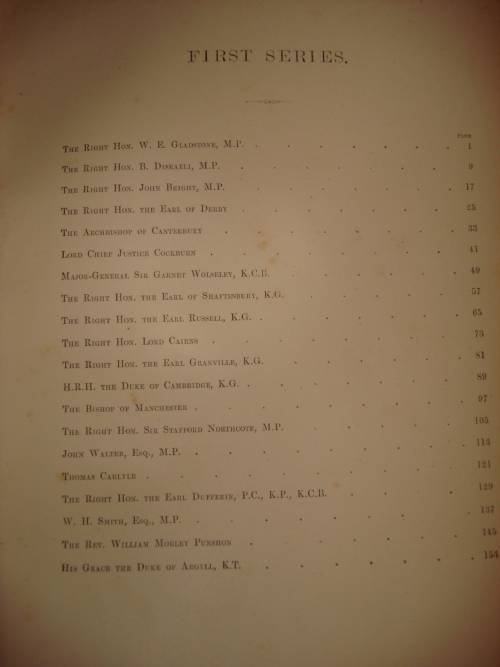 FIRST SERIES.
PAGE
THE RIGHT HON. W. E. GLADSTONE, M.P. . . . . . . 1
THE RIGHT HON. B. DISRAELI, M.P. . . . . . . 9
THE RIGHT HON. JOHN BRIGHT, M.P. . . . . . . 17
THE RIGHT HON. THE EARL OF DERBY . . . . . . 25
THE ARCHBISHOP OF CANTERBURY . . . . . . . 33
LORD CHIEF JUSTICE COCKBURN . . . . . . . 41
MAJOR-GENERAL SIR GARNET WOLSELEY, K.C.B. . . . . . 49
THE RIGHT HON. THE EARL OF SHAFTESBURY, K.G. . . . . . 57
THE RIGHT HON. THE EARL RUSSELL, K.G. . . . . . . 65
THE RIGHT HON. LORD CAIRNS . . . . . . . 73
THE RIGHT HON. THE EARL GRANVILLE, K.G. . . . . . . 81
H.R.H. THE DUKE OF CAMBRIDGE, K.G. . . . . . . 89
THE BISHOP OF MANCHESTER . . . . . . . . 97
THE RIGHT HON. SIR STAFFORD NORTHCOTE, M.P. . . . . . 105
JOHN WALTER, ESQ., M.P. . . . . . . . 113
THOMAS CARLYLE . . . . . . . . . 121
THE RIGHT HON. THE EARL DUFFERIN, P.C., K.P., K.C.B. . . . . 129
W. H. SMITH, ESQ., M.P. . . . . . . . 137
THE REV. WILLIAM MORLEY PUNSHON . . . . . . . 145
HIS GRACE THE DUKE OF ARGYLL, K.T. . . . . . . 154